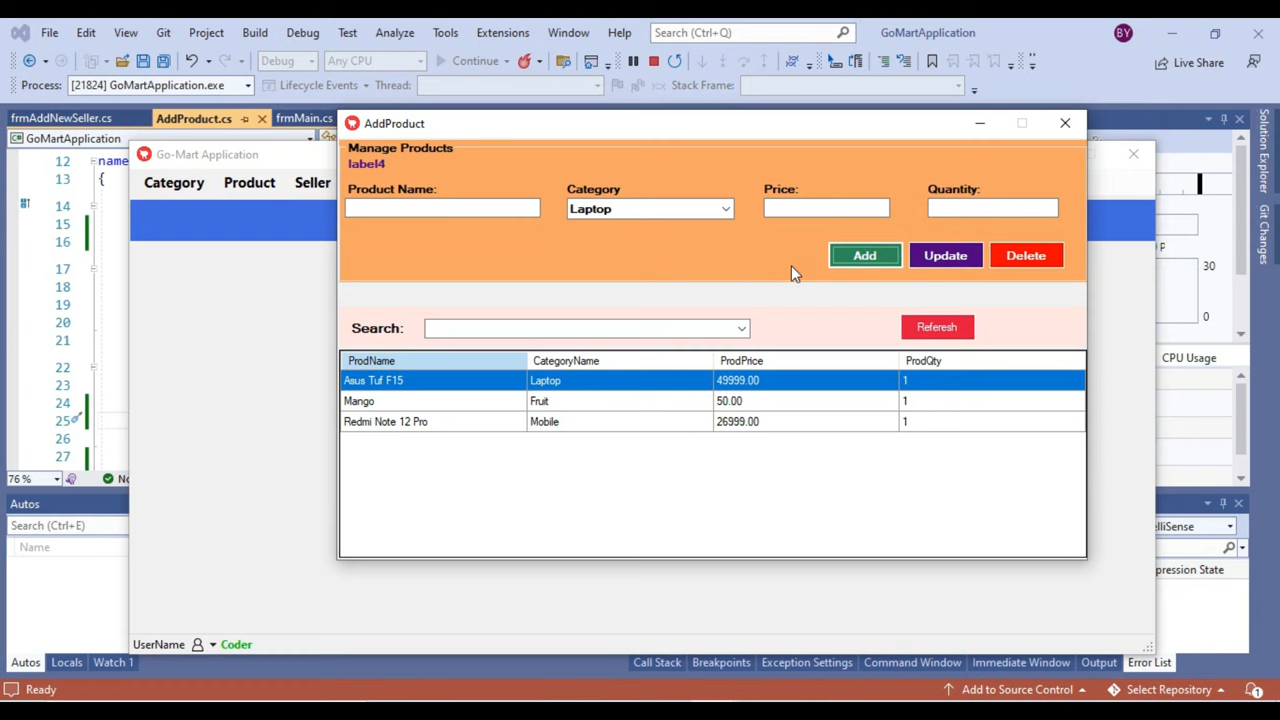 File Edit View Git Project Build Debug Test Analyze Tools Extensions Window Help Search (Ctrl+Q) GoMartApplication BY
Debug Any CPU Continue Live Share
Process: [21824] GoMartApplication.exe Lifecycle Events Thread: Stack Frame:
frmAddNewSeller.cs AddProduct.cs frmMain.cs
GoMartApplication
Go-Mart Application
Category Product Seller
12 name
13 {
14
15
16
17
18
19
20
21
22
23
24
25
26
27
76 % No
AddProduct
Manage Products
label4
Product Name: Category Price: Quantity:
Laptop
Add Update Delete
Search: Referesh
ProdName CategoryName ProdPrice ProdQty
Asus Tuf F15 Laptop 49999.00 1
Mango Fruit 50.00 1
Redmi Note 12 Pro Mobile 26999.00 1
Solution Explorer
Git Changes
P
30
0
CPU Usage
Autos
Search (Ctrl+E)
Name
elliSense
pression State
UserName Coder
Autos Locals Watch 1 Call Stack Breakpoints Exception Settings Command Window Immediate Window Output Error List
Ready Add to Source Control Select Repository 1